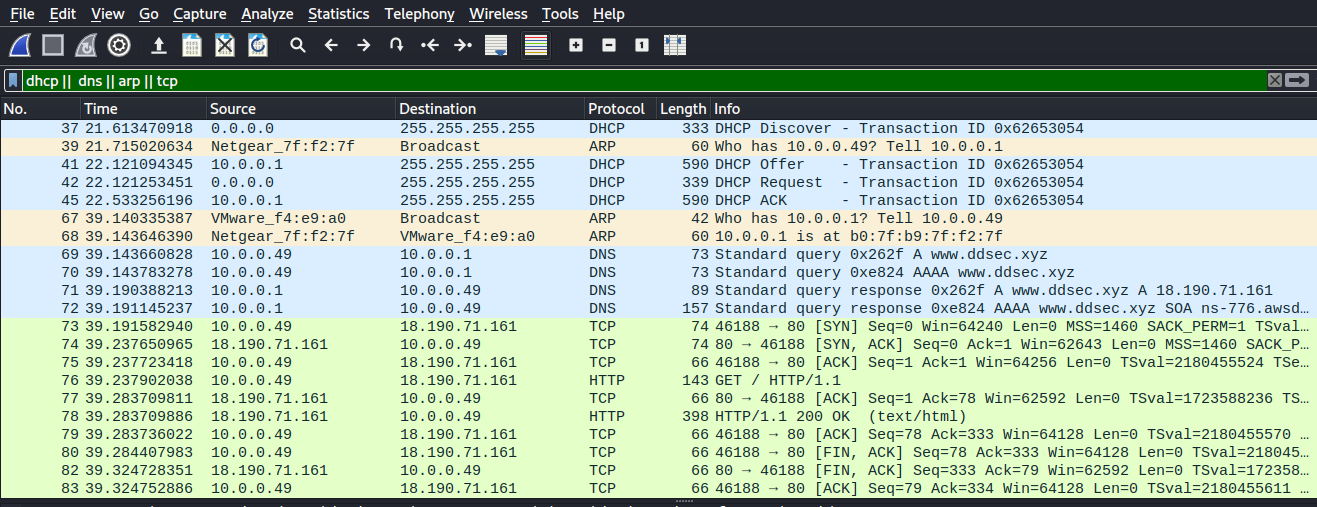 File Edit View Go Capture Analyze Statistics Telephony Wireless Tools Help
dhcp || dns || arp || tcp
No. Time Source Destination Protocol Length Info
37 21.613470918 0.0.0.0 255.255.255.255 DHCP 333 DHCP Discover - Transaction ID 0x62653054
39 21.715020634 Netgear_7f:f2:7f Broadcast ARP 60 Who has 10.0.0.49? Tell 10.0.0.1
41 22.121094345 10.0.0.1 255.255.255.255 DHCP 590 DHCP Offer - Transaction ID 0x62653054
42 22.121253451 0.0.0.0 255.255.255.255 DHCP 339 DHCP Request - Transaction ID 0x62653054
45 22.533256196 10.0.0.1 255.255.255.255 DHCP 590 DHCP ACK - Transaction ID 0x62653054
67 39.140335387 VMware_f4:e9:a0 Broadcast ARP 42 Who has 10.0.0.1? Tell 10.0.0.49
68 39.143646390 Netgear_7f:f2:7f VMware_f4:e9:a0 ARP 60 10.0.0.1 is at b0:7f:b9:7f:f2:7f
69 39.143660828 10.0.0.49 10.0.0.1 DNS 73 Standard query 0x262f A www.ddsec.xyz
70 39.143783278 10.0.0.49 10.0.0.1 DNS 73 Standard query 0xe824 AAAA www.ddsec.xyz
71 39.190388213 10.0.0.1 10.0.0.49 DNS 89 Standard query response 0x262f A www.ddsec.xyz A 18.190.71.161
72 39.191145237 10.0.0.1 10.0.0.49 DNS 157 Standard query response 0xe824 AAAA www.ddsec.xyz SOA ns-776.awsd…
73 39.191582940 10.0.0.49 18.190.71.161 TCP 74 46188 → 80 [SYN] Seq=0 Win=64240 Len=0 MSS=1460 SACK_PERM=1 TSval…
74 39.237650965 18.190.71.161 10.0.0.49 TCP 74 80 → 46188 [SYN, ACK] Seq=0 Ack=1 Win=62643 Len=0 MSS=1460 SACK_P…
75 39.237723418 10.0.0.49 18.190.71.161 TCP 66 46188 → 80 [ACK] Seq=1 Ack=1 Win=64256 Len=0 TSval=2180455524 TSe…
76 39.237902038 10.0.0.49 18.190.71.161 HTTP 143 GET / HTTP/1.1
77 39.283709811 18.190.71.161 10.0.0.49 TCP 66 80 → 46188 [ACK] Seq=1 Ack=78 Win=62592 Len=0 TSval=1723588236 TS…
78 39.283709886 18.190.71.161 10.0.0.49 HTTP 398 HTTP/1.1 200 OK (text/html)
79 39.283736022 10.0.0.49 18.190.71.161 TCP 66 46188 → 80 [ACK] Seq=78 Ack=333 Win=64128 Len=0 TSval=2180455570 …
80 39.284407983 10.0.0.49 18.190.71.161 TCP 66 46188 → 80 [FIN, ACK] Seq=78 Ack=333 Win=64128 Len=0 TSval=218045…
82 39.324728351 18.190.71.161 10.0.0.49 TCP 66 80 → 46188 [FIN, ACK] Seq=333 Ack=79 Win=62592 Len=0 TSval=172358…
83 39.324752886 10.0.0.49 18.190.71.161 TCP 66 46188 → 80 [ACK] Seq=79 Ack=334 Win=64128 Len=0 TSval=2180455611 …